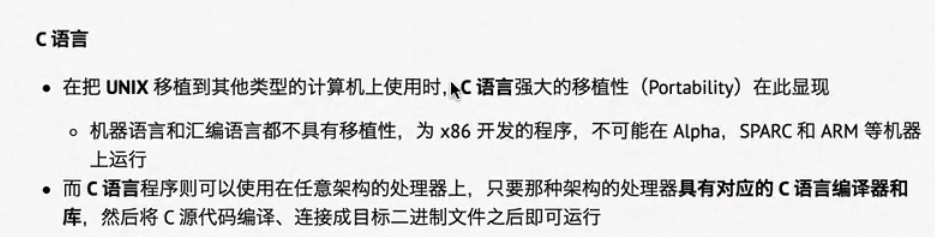 C 语言
在把 UNIX 移植到其他类型的计算机上使用时，C 语言强大的移植性（Portability）在此显现
机器语言和汇编语言都不具有移植性，为 x86 开发的程序，不可能在 Alpha，SPARC 和 ARM 等机器
上运行
而 C 语言程序则可以使用在任意架构的处理器上，只要那种架构的处理器具有对应的 C 语言编译器和
库，然后将 C 源代码编译、连接成目标二进制文件之后即可运行